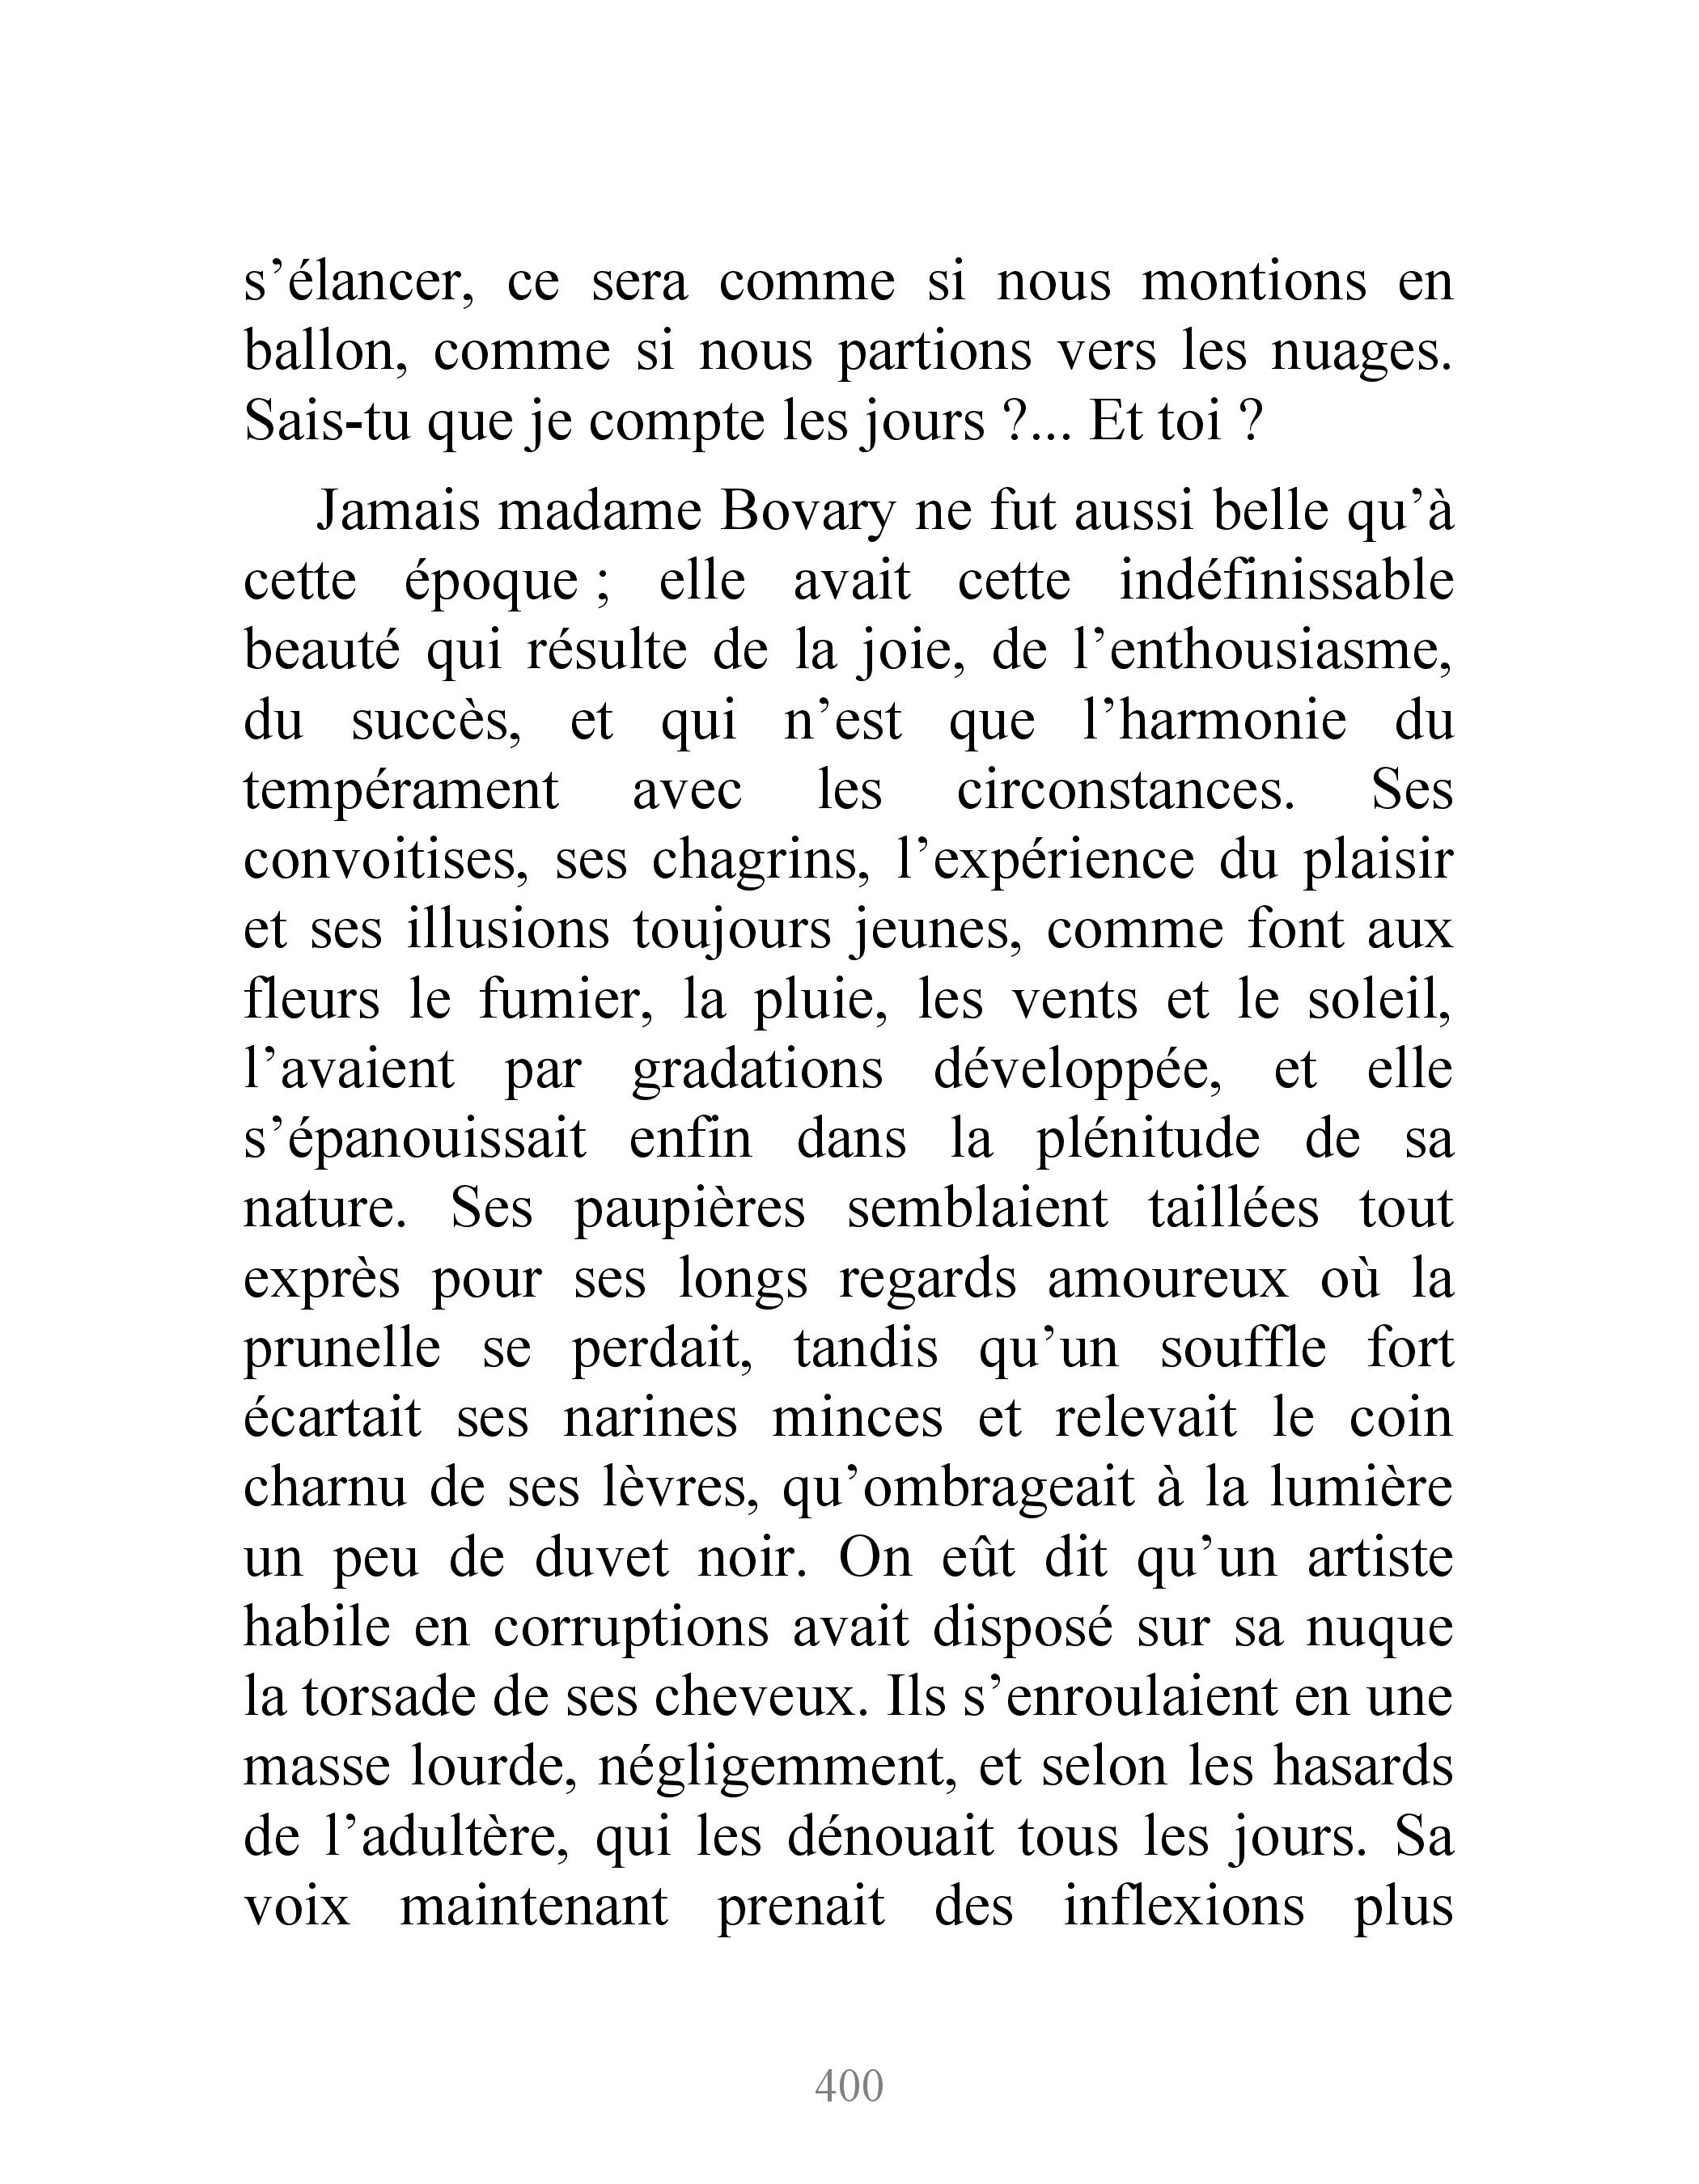 s’élancer, ce sera comme si nous montions en
ballon, comme si nous partions vers les nuages.
Sais-tu que je compte les jours ?... Et toi ?
Jamais madame Bovary ne fut aussi belle qu’à
cette époque ; elle avait cette indéfinissable
beauté qui résulte de la joie, de l’enthousiasme,
du succès, et qui n’est que l’harmonie du
tempérament avec les circonstances. Ses
convoitises, ses chagrins, l’expérience du plaisir
et ses illusions toujours jeunes, comme font aux
fleurs le fumier, la pluie, les vents et le soleil,
l’avaient par gradations développée, et elle
s’épanouissait enfin dans la plénitude de sa
nature. Ses paupières semblaient taillées tout
exprès pour ses longs regards amoureux où la
prunelle se perdait, tandis qu’un souffle fort
écartait ses narines minces et relevait le coin
charnu de ses lèvres, qu’ombrageait à la lumière
un peu de duvet noir. On eût dit qu’un artiste
habile en corruptions avait disposé sur sa nuque
la torsade de ses cheveux. Ils s’enroulaient en une
masse lourde, négligemment, et selon les hasards
de l’adultère, qui les dénouait tous les jours. Sa
voix maintenant prenait des inflexions plus
400